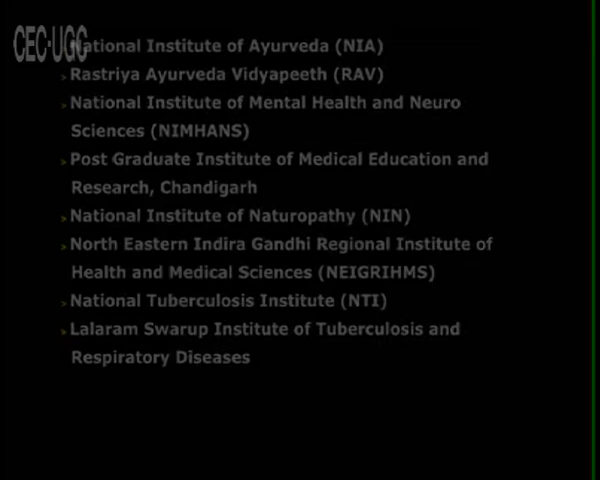 CEC-UGC
National Institute of Ayurveda (NIA)
Rastriya Ayurveda Vidyapeeth (RAV)
National Institute of Mental Health and Neuro
Sciences (NIMHANS)
Post Graduate Institute of Medical Education and
Research, Chandigarh
National Institute of Naturopathy (NIN)
North Eastern Indira Gandhi Regional Institute of
Health and Medical Sciences (NEIGRIHMS)
National Tuberculosis Institute (NTI)
Lalaram Swarup Institute of Tuberculosis and
Respiratory Diseases